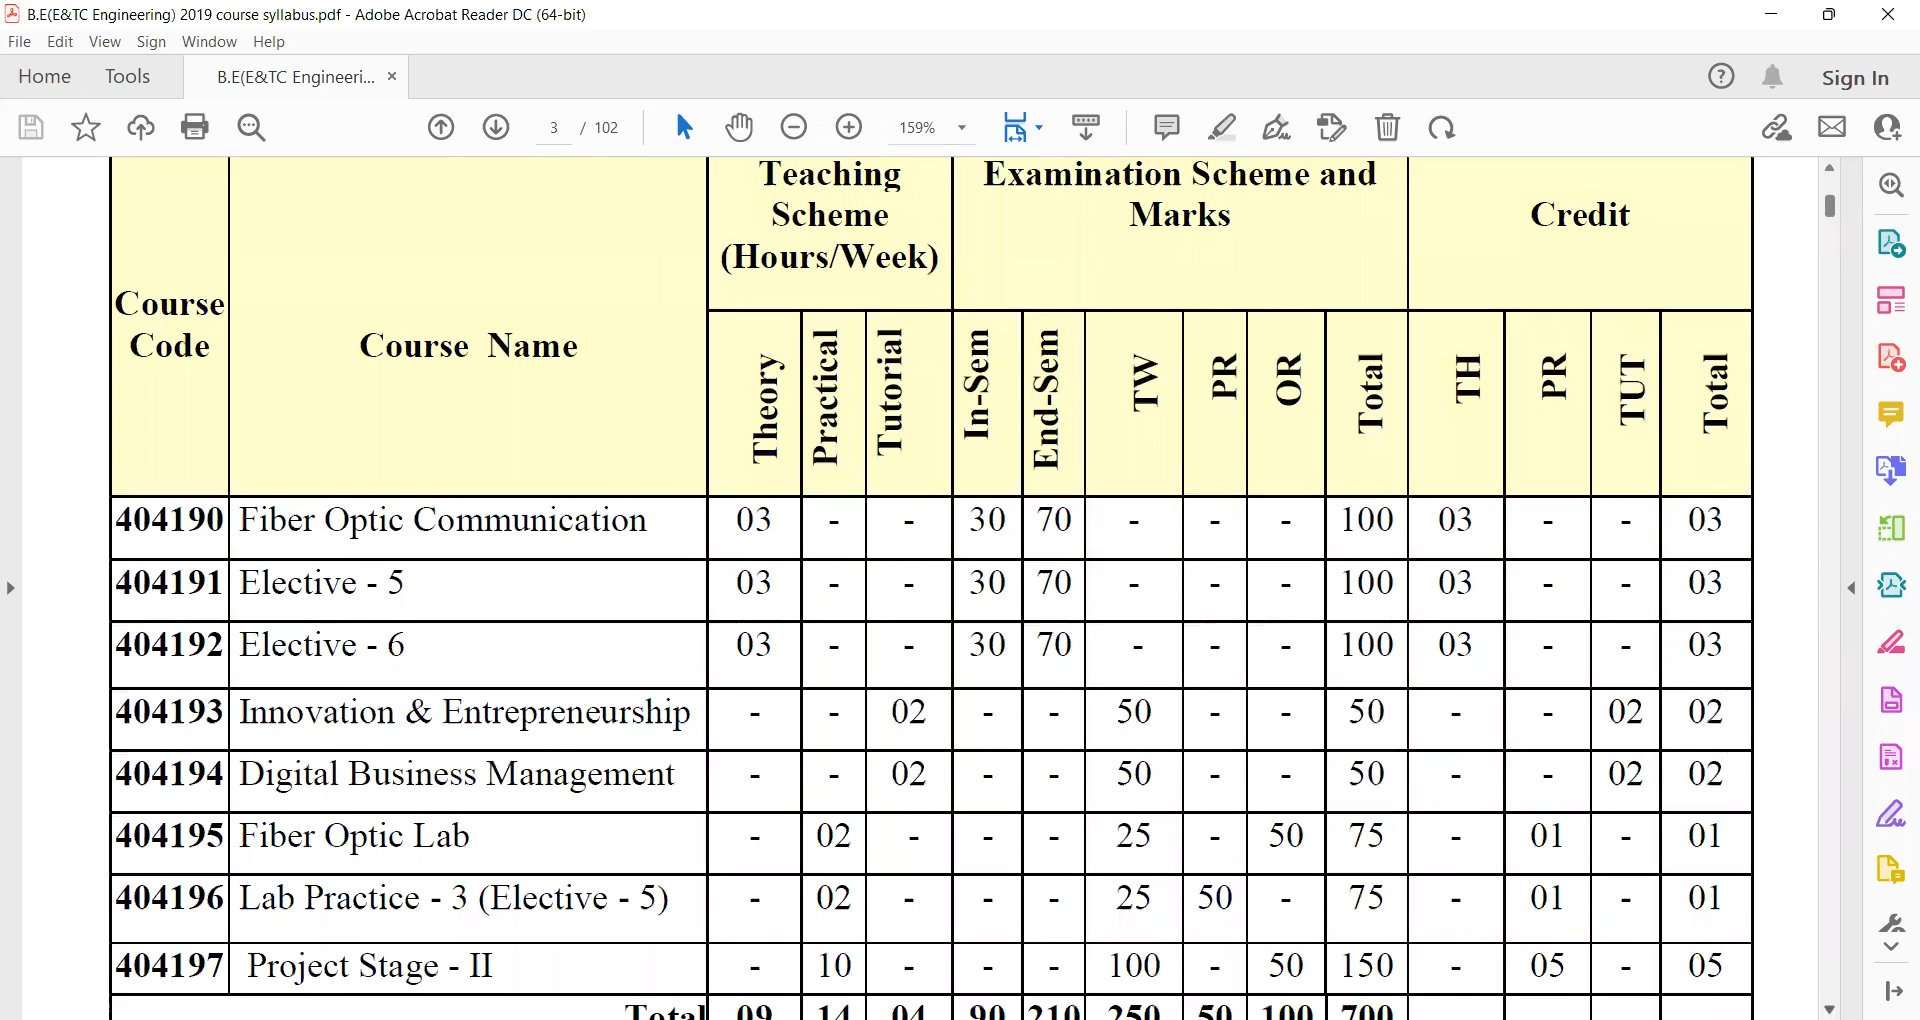 B.E(E&TC Engineering) 2019 course syllabus.pdf - Adobe Acrobat Reader DC (64-bit)
File Edit View Sign Window Help
Home Tools B.E(E&TC Engineeri... × Sign In
3 / 102 159%
Teaching Scheme (Hours/Week) Examination Scheme and Marks Credit
Course Code Course Name
Theory Practical Tutorial In-Sem End-Sem TW PR OR Total TH PR TUT Total
404190 Fiber Optic Communication 03 - - 30 70 - - - 100 03 - - 03
404191 Elective - 5 03 - - 30 70 - - - 100 03 - - 03
404192 Elective - 6 03 - - 30 70 - - - 100 03 - - 03
404193 Innovation & Entrepreneurship - - 02 - - 50 - - 50 - - 02 02
404194 Digital Business Management - - 02 - - 50 - - 50 - - 02 02
404195 Fiber Optic Lab - 02 - - - 25 - 50 75 - 01 - 01
404196 Lab Practice - 3 (Elective - 5) - 02 - - - 25 50 - 75 - 01 - 01
404197 Project Stage - II - 10 - - - 100 - 50 150 - 05 - 05
Total 09 14 04 90 210 250 50 100 700